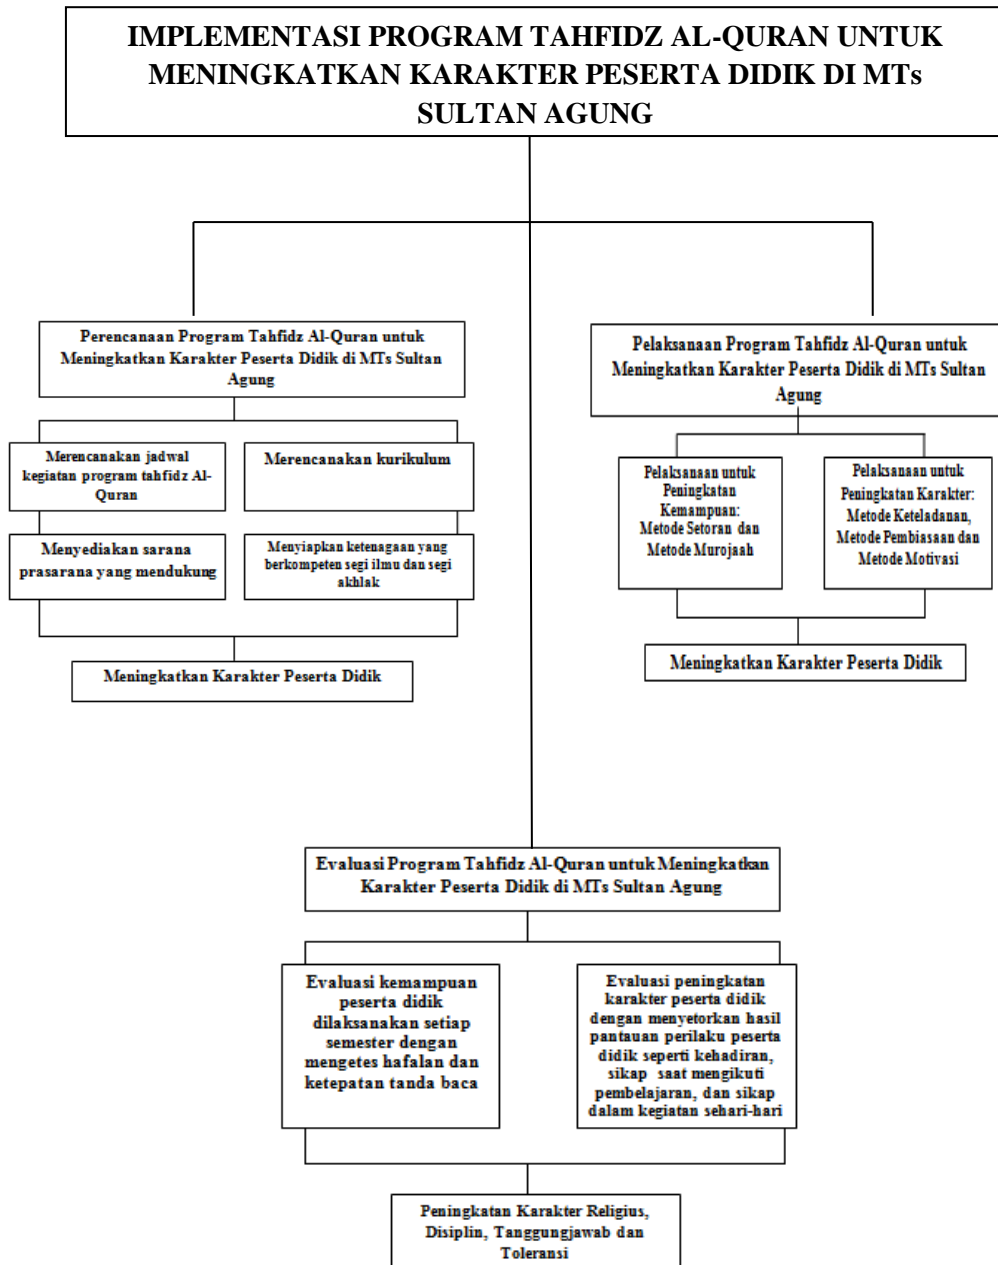 IMPLEMENTASI PROGRAM TAHFIDZ AL-QURAN UNTUK
MENINGKATKAN KARAKTER PESERTA DIDIK DI MTs
SULTAN AGUNG
Perencanaan Program Tahfidz Al-Quran untuk
Meningkatkan Karakter Peserta Didik di MTs Sultan
Agung
Merencanakan jadwal
kegiatan program tahfidz Al-
Quran
Merencanakan kurikulum
Menyediakan sarana
prasarana yang mendukung
Menyiapkan ketenagaan yang
berkompeten segi ilmu dan segi
akhlak
Meningkatkan Karakter Peserta Didik
Pelaksanaan Program Tahfidz Al-Quran untuk
Meningkatkan Karakter Peserta Didik di MTs Sultan
Agung
Pelaksanaan untuk
Peningkatan
Kemampuan:
Metode Setoran dan
Metode Murojaah
Pelaksanaan untuk
Peningkatan Karakter:
Metode Keteladanan,
Metode Pembiasaan dan
Metode Motivasi
Meningkatkan Karakter Peserta Didik
Evaluasi Program Tahfidz Al-Quran untuk Meningkatkan
Karakter Peserta Didik di MTs Sultan Agung
Evaluasi kemampuan
peserta didik
dilaksanakan setiap
semester dengan
mengetes hafalan dan
ketepatan tanda baca
Evaluasi peningkatan
karakter peserta didik
dengan menyetorkan hasil
pantauan perilaku peserta
didik seperti kehadiran,
sikap saat mengikuti
pembelajaran, dan sikap
dalam kegiatan sehari-hari
Peningkatan Karakter Religius,
Disiplin, Tanggungjawab dan
Toleransi